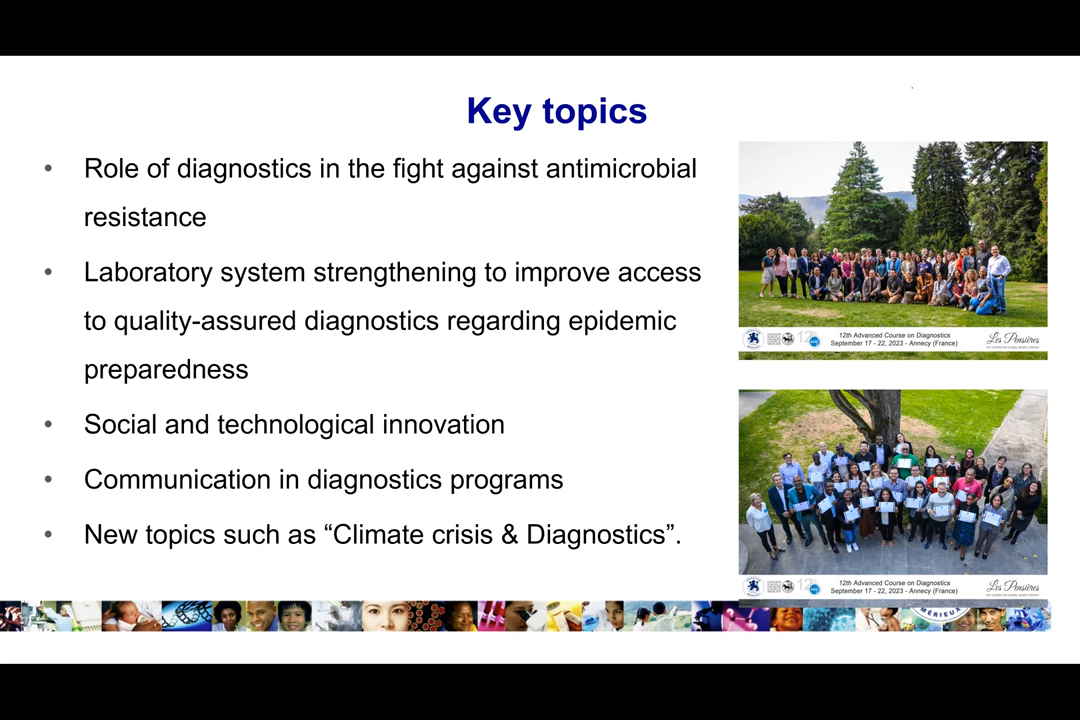 Key topics
• Role of diagnostics in the fight against antimicrobial
resistance
• Laboratory system strengthening to improve access
to quality-assured diagnostics regarding epidemic
preparedness
• Social and technological innovation
• Communication in diagnostics programs
• New topics such as “Climate crisis & Diagnostics”.
12th Advanced Course on Diagnostics
September 17 - 22, 2023 - Annecy (France)
Les Pensières
12th Advanced Course on Diagnostics
September 17 - 22, 2023 - Annecy (France)
Les Pensières
MÉRIEUX